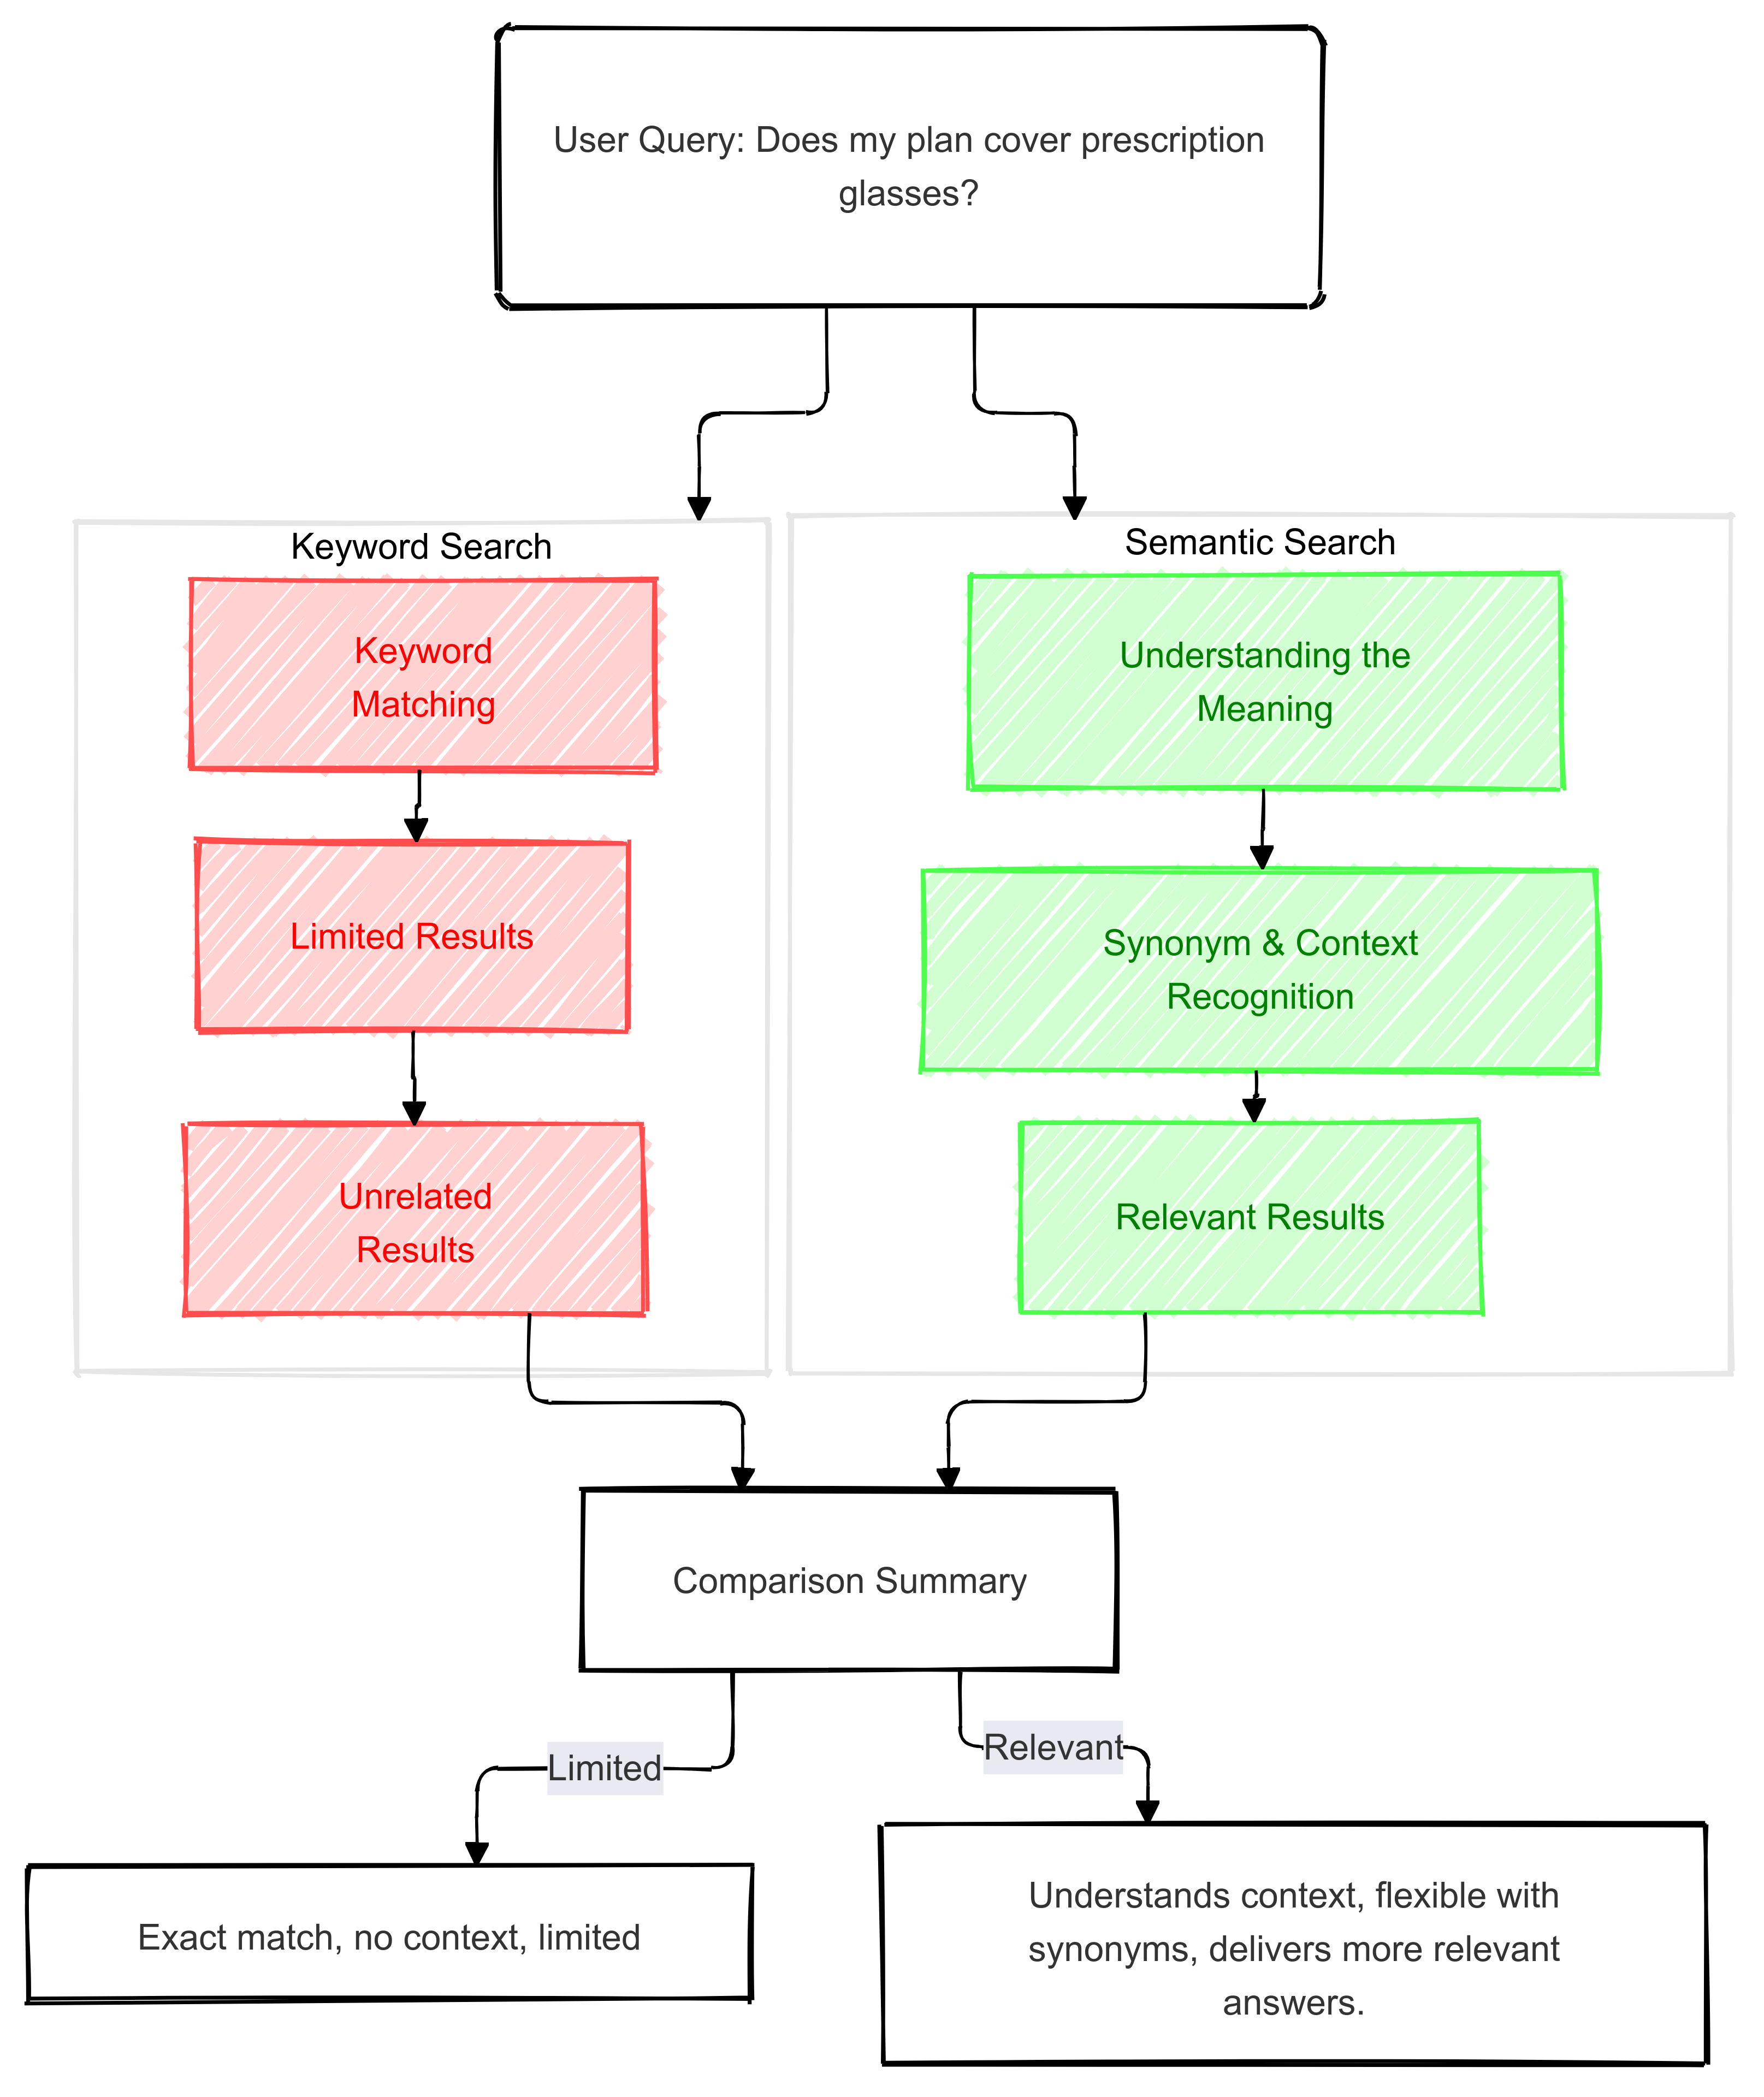 User Query: Does my plan cover prescription
glasses?
Keyword Search
Keyword
Matching
Limited Results
Unrelated
Results
Semantic Search
Understanding the
Meaning
Synonym & Context
Recognition
Relevant Results
Comparison Summary
Limited
Relevant
Exact match, no context, limited
Understands context, flexible with
synonyms, delivers more relevant
answers.